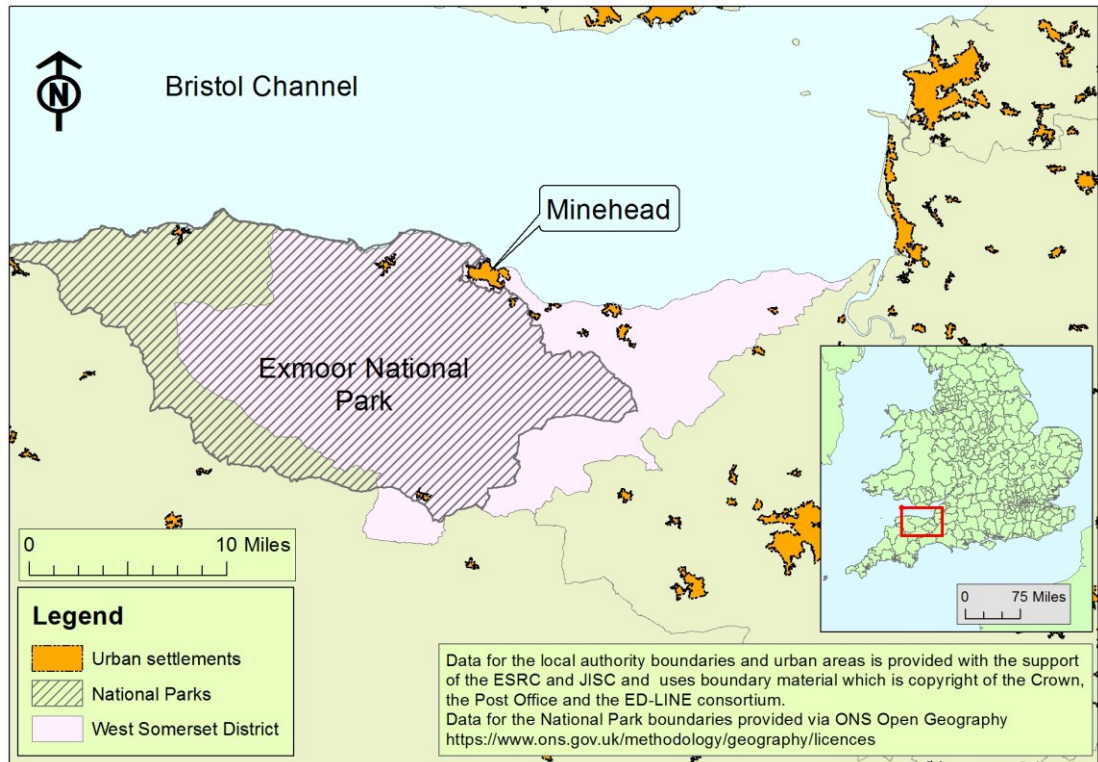 N
Bristol Channel
Minehead
Exmoor National
Park
0 10 Miles
Legend
Urban settlements
National Parks
West Somerset District
0 75 Miles
Data for the local authority boundaries and urban areas is provided with the support
of the ESRC and JISC and uses boundary material which is copyright of the Crown,
the Post Office and the ED-LINE consortium.
Data for the National Park boundaries provided via ONS Open Geography
https://www.ons.gov.uk/methodology/geography/licences